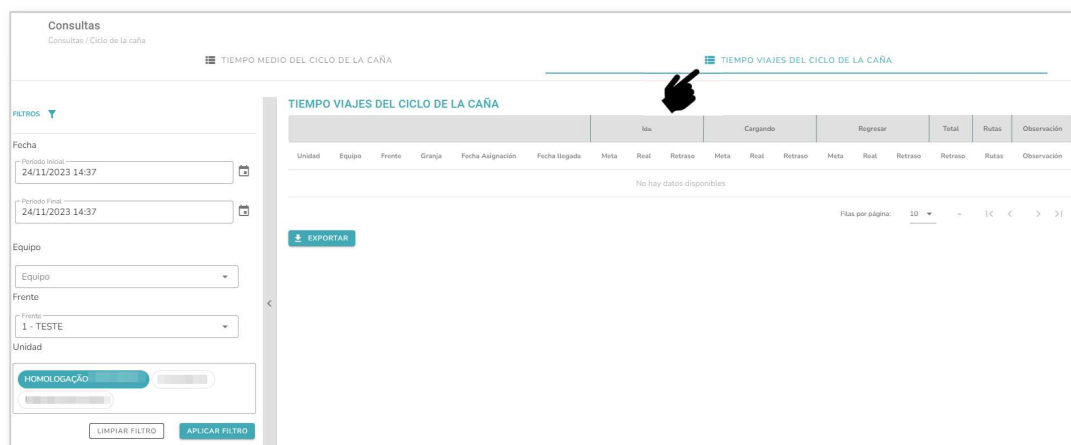 Consultas
Consultas / Ciclo de la caña
TIEMPO MEDIO DEL CICLO DE LA CAÑA
TIEMPO VIAJES DEL CICLO DE LA CAÑA
FILTROS
Fecha
Período Inicial
24/11/2023 14:37
Período Final
24/11/2023 14:37
Equipo
Equipo
Frente
Frente
1 - TESTE
Unidad
HOMOLOGAÇÃO
LIMPIAR FILTRO APLICAR FILTRO
TIEMPO VIAJES DEL CICLO DE LA CAÑA
Ida Cargando Regresar Total Rutas Observación
Unidad Equipo Frente Granja Fecha Asignación Fecha llegada Meta Real Retraso Meta Real Retraso Meta Real Retraso Retraso Rutas Observación
No hay datos disponibles
Filas por página: 10 –
EXPORTAR